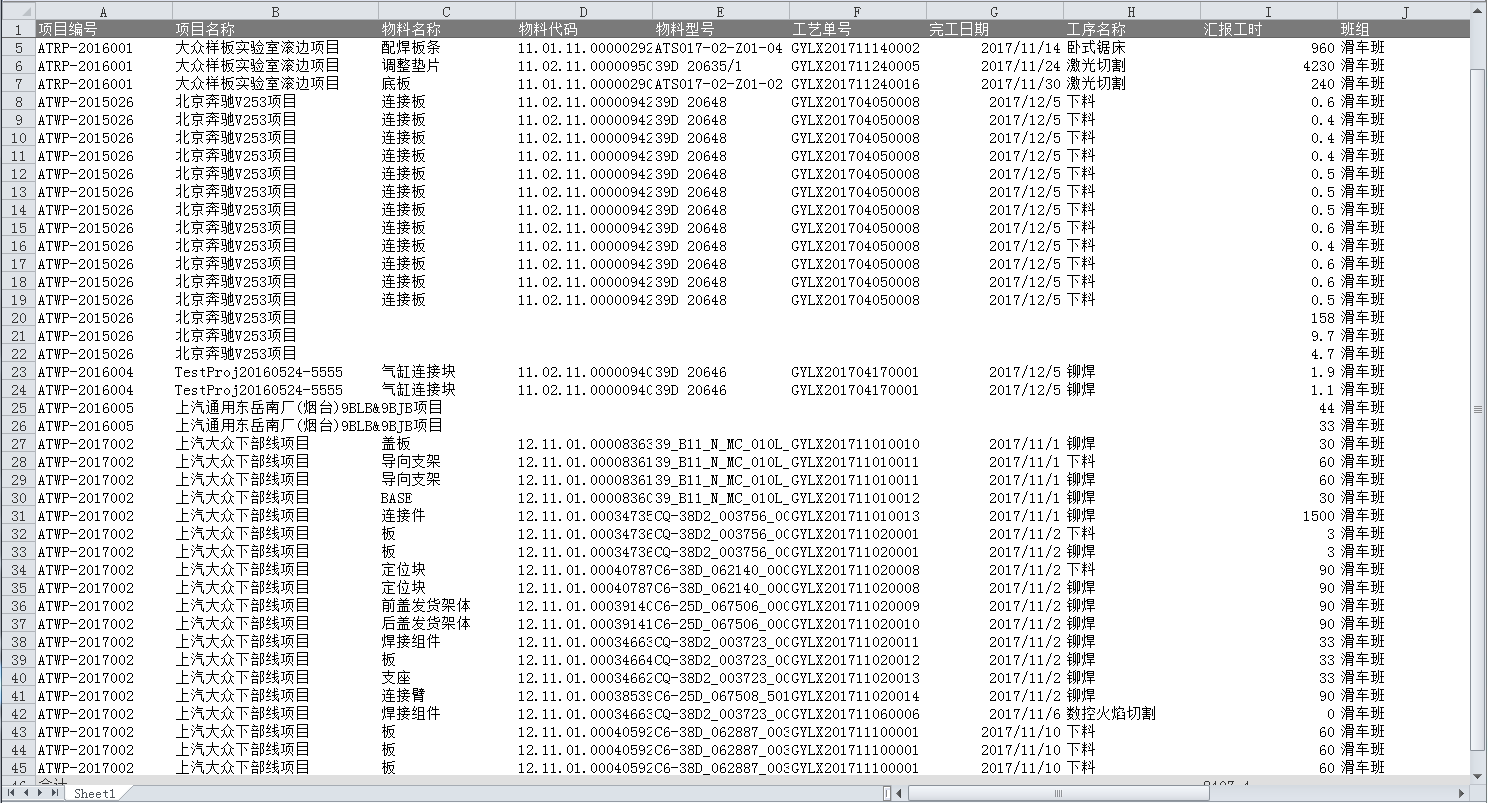 A B C D E F G H I J
1 项目编号 项目名称 物料名称 物料代码 物料型号 工艺单号 完工日期 工序名称 汇报工时 班组
5 ATRP-2016001 大众样板实验室滚边项目 配焊板条 11.01.11.00000292 ATS017-02-Z01-04 GYLX201711140002 2017/11/14 卧式锯床 960 滑车班
6 ATRP-2016001 大众样板实验室滚边项目 调整垫片 11.02.11.00000950 39D 20635/1 GYLX201711240005 2017/11/24 激光切割 4230 滑车班
7 ATRP-2016001 大众样板实验室滚边项目 底板 11.01.11.00000290 ATS017-02-Z01-02 GYLX201711240016 2017/11/30 激光切割 240 滑车班
8 ATWP-2015026 北京奔驰V253项目 连接板 11.02.11.00000942 39D 20648 GYLX201704050008 2017/12/5 下料 0.6 滑车班
9 ATWP-2015026 北京奔驰V253项目 连接板 11.02.11.00000942 39D 20648 GYLX201704050008 2017/12/5 下料 0.4 滑车班
10 ATWP-2015026 北京奔驰V253项目 连接板 11.02.11.00000942 39D 20648 GYLX201704050008 2017/12/5 下料 0.4 滑车班
11 ATWP-2015026 北京奔驰V253项目 连接板 11.02.11.00000942 39D 20648 GYLX201704050008 2017/12/5 下料 0.4 滑车班
12 ATWP-2015026 北京奔驰V253项目 连接板 11.02.11.00000942 39D 20648 GYLX201704050008 2017/12/5 下料 0.5 滑车班
13 ATWP-2015026 北京奔驰V253项目 连接板 11.02.11.00000942 39D 20648 GYLX201704050008 2017/12/5 下料 0.5 滑车班
14 ATWP-2015026 北京奔驰V253项目 连接板 11.02.11.00000942 39D 20648 GYLX201704050008 2017/12/5 下料 0.5 滑车班
15 ATWP-2015026 北京奔驰V253项目 连接板 11.02.11.00000942 39D 20648 GYLX201704050008 2017/12/5 下料 0.6 滑车班
16 ATWP-2015026 北京奔驰V253项目 连接板 11.02.11.00000942 39D 20648 GYLX201704050008 2017/12/5 下料 0.4 滑车班
17 ATWP-2015026 北京奔驰V253项目 连接板 11.02.11.00000942 39D 20648 GYLX201704050008 2017/12/5 下料 0.6 滑车班
18 ATWP-2015026 北京奔驰V253项目 连接板 11.02.11.00000942 39D 20648 GYLX201704050008 2017/12/5 下料 0.6 滑车班
19 ATWP-2015026 北京奔驰V253项目 连接板 11.02.11.00000942 39D 20648 GYLX201704050008 2017/12/5 下料 0.5 滑车班
20 ATWP-2015026 北京奔驰V253项目 158 滑车班
21 ATWP-2015026 北京奔驰V253项目 9.7 滑车班
22 ATWP-2015026 北京奔驰V253项目 4.7 滑车班
23 ATWP-2016004 TestProj20160524-5555 气缸连接块 11.02.11.00000940 39D 20646 GYLX201704170001 2017/12/5 铆焊 1.9 滑车班
24 ATWP-2016004 TestProj20160524-5555 气缸连接块 11.02.11.00000940 39D 20646 GYLX201704170001 2017/12/5 铆焊 1.1 滑车班
25 ATWP-2016005 上汽通用东岳南厂(烟台)9BLB&9BJB项目 44 滑车班
26 ATWP-2016005 上汽通用东岳南厂(烟台)9BLB&9BJB项目 33 滑车班
27 ATWP-2017002 上汽大众下部线项目 盖板 12.11.01.00008363 39_B11_N_MC_010L_ GYLX201711010010 2017/11/1 铆焊 30 滑车班
28 ATWP-2017002 上汽大众下部线项目 导向支架 12.11.01.00008361 39_B11_N_MC_010L_ GYLX201711010011 2017/11/1 下料 60 滑车班
29 ATWP-2017002 上汽大众下部线项目 导向支架 12.11.01.00008361 39_B11_N_MC_010L_ GYLX201711010011 2017/11/1 铆焊 60 滑车班
30 ATWP-2017002 上汽大众下部线项目 BASE 12.11.01.00008360 39_B11_N_MC_010L_ GYLX201711010012 2017/11/1 铆焊 30 滑车班
31 ATWP-2017002 上汽大众下部线项目 连接件 12.11.01.00034735 CQ-38D2_003756_00 GYLX201711010013 2017/11/1 铆焊 1500 滑车班
32 ATWP-2017002 上汽大众下部线项目 板 12.11.01.00034736 CQ-38D2_003756_00 GYLX201711020001 2017/11/2 下料 3 滑车班
33 ATWP-2017002 上汽大众下部线项目 板 12.11.01.00034736 CQ-38D2_003756_00 GYLX201711020001 2017/11/2 铆焊 3 滑车班
34 ATWP-2017002 上汽大众下部线项目 定位块 12.11.01.00040787 C6-38D_062140_000 GYLX201711020008 2017/11/2 下料 90 滑车班
35 ATWP-2017002 上汽大众下部线项目 定位块 12.11.01.00040787 C6-38D_062140_000 GYLX201711020008 2017/11/2 铆焊 90 滑车班
36 ATWP-2017002 上汽大众下部线项目 前盖发货架体 12.11.01.00039140 C6-25D_067506_000 GYLX201711020009 2017/11/2 铆焊 90 滑车班
37 ATWP-2017002 上汽大众下部线项目 后盖发货架体 12.11.01.00039141 C6-25D_067506_000 GYLX201711020010 2017/11/2 铆焊 90 滑车班
38 ATWP-2017002 上汽大众下部线项目 焊接组件 12.11.01.00034663 CQ-38D2_003723_00 GYLX201711020011 2017/11/2 铆焊 33 滑车班
39 ATWP-2017002 上汽大众下部线项目 板 12.11.01.00034664 CQ-38D2_003723_00 GYLX201711020012 2017/11/2 铆焊 33 滑车班
40 ATWP-2017002 上汽大众下部线项目 支座 12.11.01.00034662 CQ-38D2_003723_00 GYLX201711020013 2017/11/2 铆焊 33 滑车班
41 ATWP-2017002 上汽大众下部线项目 连接臂 12.11.01.00038539 C6-25D_067508_501 GYLX201711020014 2017/11/2 铆焊 90 滑车班
42 ATWP-2017002 上汽大众下部线项目 焊接组件 12.11.01.00034663 CQ-38D2_003723_00 GYLX201711060006 2017/11/6 数控火焰切割 0 滑车班
43 ATWP-2017002 上汽大众下部线项目 板 12.11.01.00040592 C6-38D_062887_003 GYLX201711100001 2017/11/10 下料 60 滑车班
44 ATWP-2017002 上汽大众下部线项目 板 12.11.01.00040592 C6-38D_062887_003 GYLX201711100001 2017/11/10 下料 60 滑车班
45 ATWP-2017002 上汽大众下部线项目 板 12.11.01.00040592 C6-38D_062887_003 GYLX201711100001 2017/11/10 下料 60 滑车班
46 合计
Sheet1